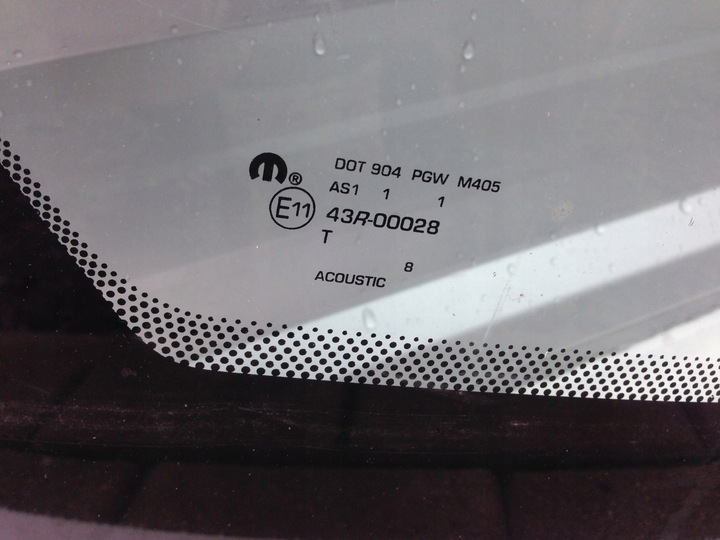 DOT 904 PGW M405
AS1 1 1
®
E11 43R-00028
T
8
ACOUSTIC